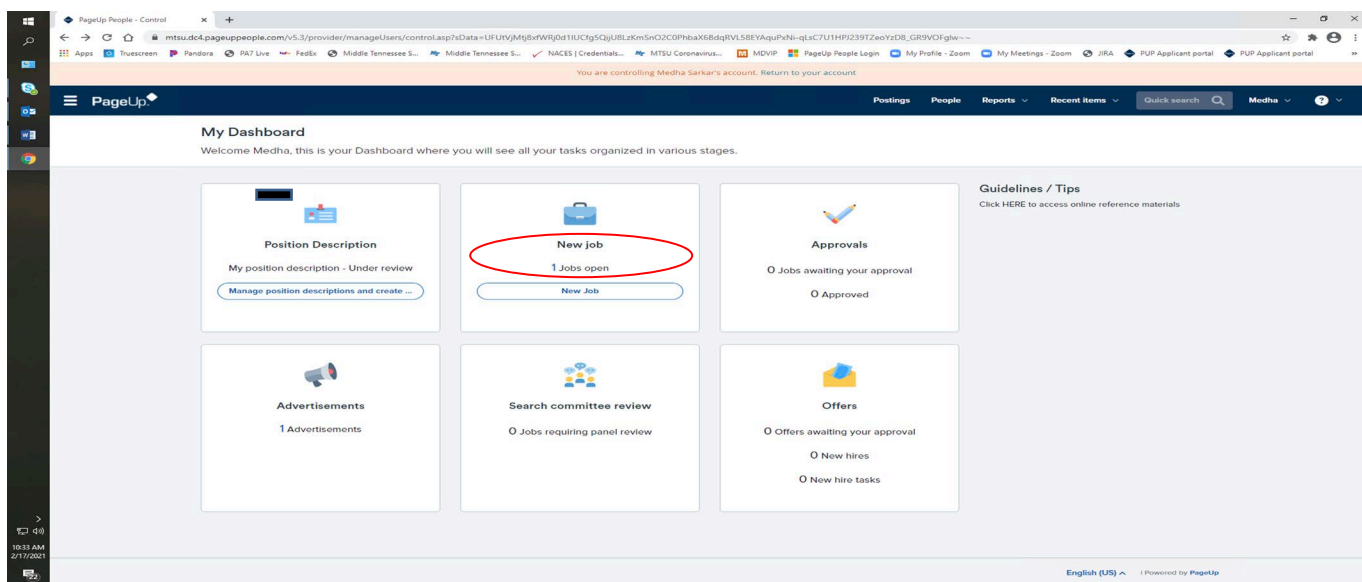 PageUp People - Control
mtsu.dc4.pageuppeople.com/v5.3/provider/manageUsers/control.asp?sData=
Apps Truescreen Pandora PA7 Live FedEx Middle Tennessee S... Middle Tennessee S... NACES | Credentials... MTSU Coronavirus... MDVIP PageUp People Login My Profile - Zoom My Meetings - Zoom JIRA PUP Applicant portal PUP Applicant portal »
You are controlling Medha Sarkar's account. Return to your account
PageUp
Postings People Reports Recent items Quick search Medha ?
My Dashboard
Welcome Medha, this is your Dashboard where you will see all your tasks organized in various stages.
Position Description
My position description - Under review
Manage position descriptions and create ...
New job
1 Jobs open
New Job
Approvals
0 Jobs awaiting your approval
0 Approved
Guidelines / Tips
Click HERE to access online reference materials
Advertisements
1 Advertisements
Search committee review
0 Jobs requiring panel review
Offers
0 Offers awaiting your approval
0 New hires
0 New hire tasks
10:33 AM
2/17/2021
22
English (US) | Powered by PageUp